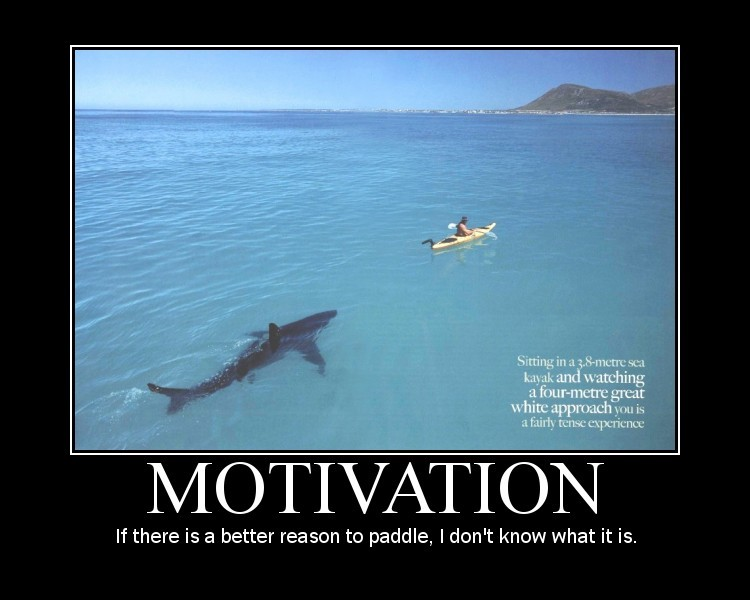 Sitting in a 3.8-metre sea
kayak and watching
a four-metre great
white approach you is
a fairly tense experience
MOTIVATION
If there is a better reason to paddle, I don't know what it is.